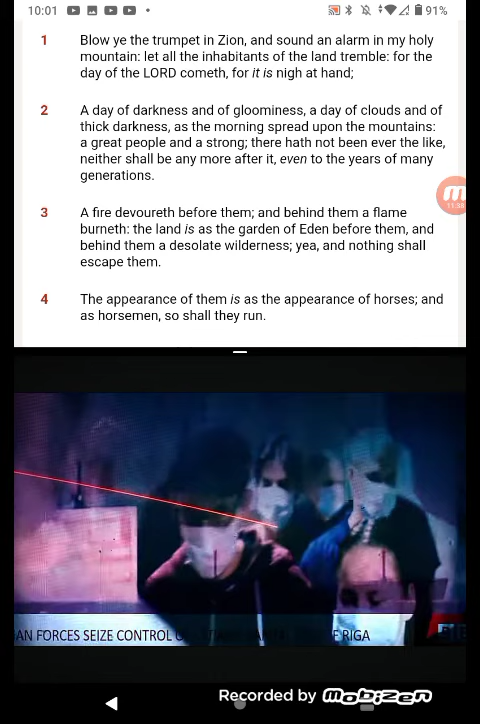 10:01
91%
1 Blow ye the trumpet in Zion, and sound an alarm in my holy
mountain: let all the inhabitants of the land tremble: for the
day of the LORD cometh, for it is nigh at hand;
2 A day of darkness and of gloominess, a day of clouds and of
thick darkness, as the morning spread upon the mountains:
a great people and a strong; there hath not been ever the like,
neither shall be any more after it, even to the years of many
generations.
11:38
3 A fire devoureth before them; and behind them a flame
burneth: the land is as the garden of Eden before them, and
behind them a desolate wilderness; yea, and nothing shall
escape them.
4 The appearance of them is as the appearance of horses; and
as horsemen, so shall they run.
AN FORCES SEIZE CONTROL RIGA
Recorded by Mobizen